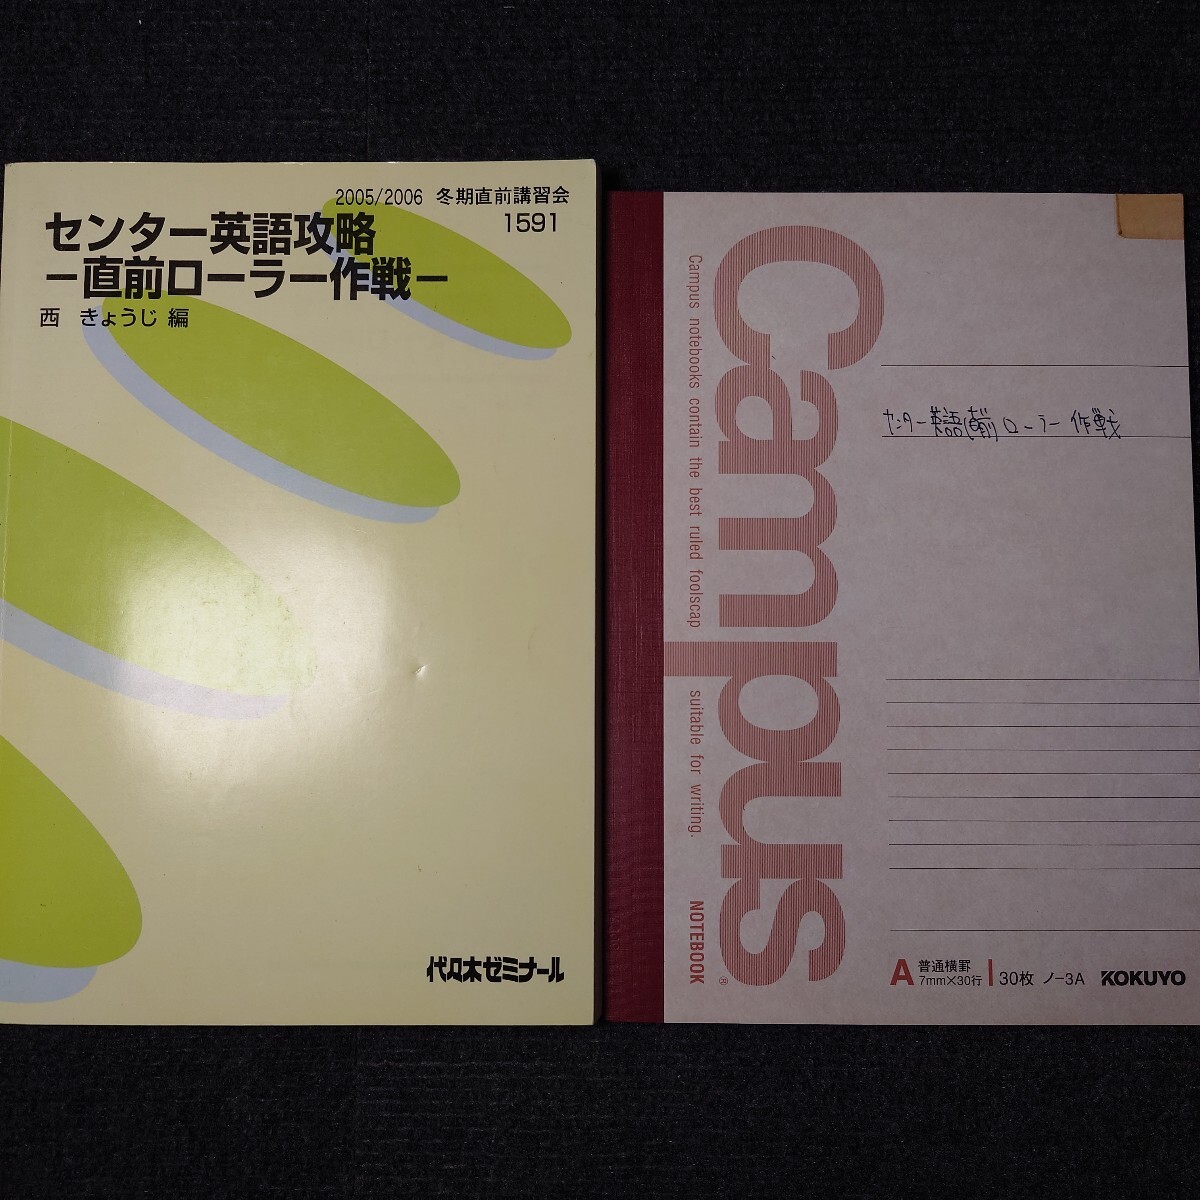 2005/2006 冬期直前講習会
1591
センター英語攻略
－直前ローラー作戦－
西 きょうじ 編
代々木ゼミナール
Campus
Campus notebooks contain the best ruled foolscap suitable for writing.
NOTEBOOK ®
センター英語直前ローラー作戦
A 普通横罫
7mm×30行
30枚 ノ-3A KOKUYO